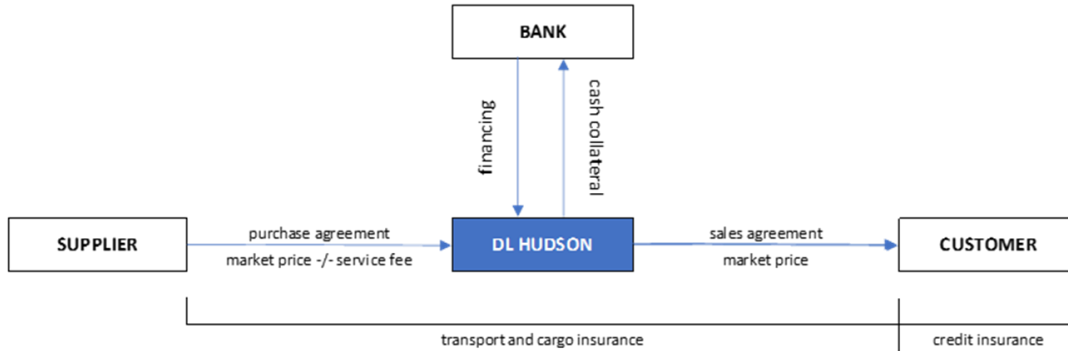 BANK
financing
cash collateral
SUPPLIER
purchase agreement
market price -/- service fee
DL HUDSON
sales agreement
market price
CUSTOMER
transport and cargo insurance
credit insurance